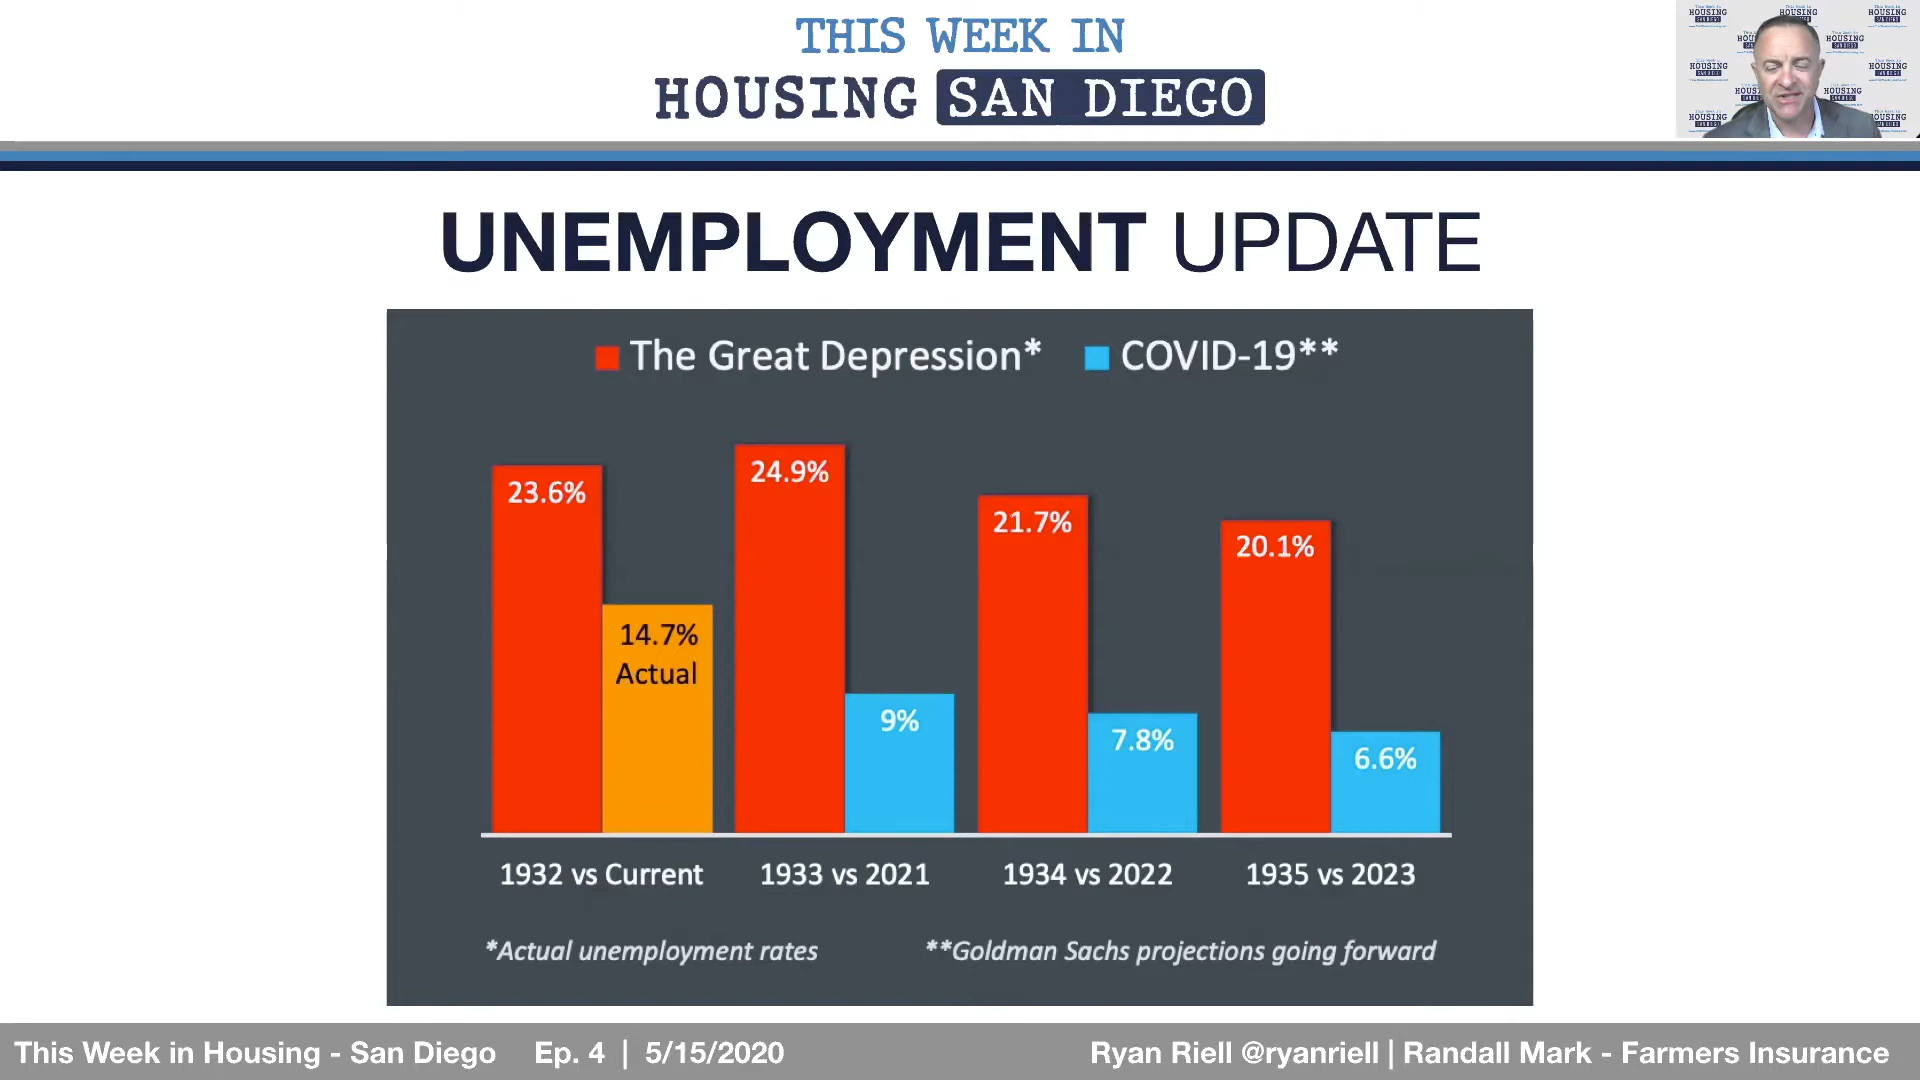 THIS WEEK IN
HOUSING SAN DIEGO
UNEMPLOYMENT UPDATE
The Great Depression* COVID-19**
23.6%
14.7%
Actual
24.9%
9%
21.7%
7.8%
20.1%
6.6%
1932 vs Current 1933 vs 2021 1934 vs 2022 1935 vs 2023
*Actual unemployment rates **Goldman Sachs projections going forward
This Week in Housing - San Diego Ep. 4 | 5/15/2020 Ryan Riell @ryanriell | Randall Mark - Farmers Insurance